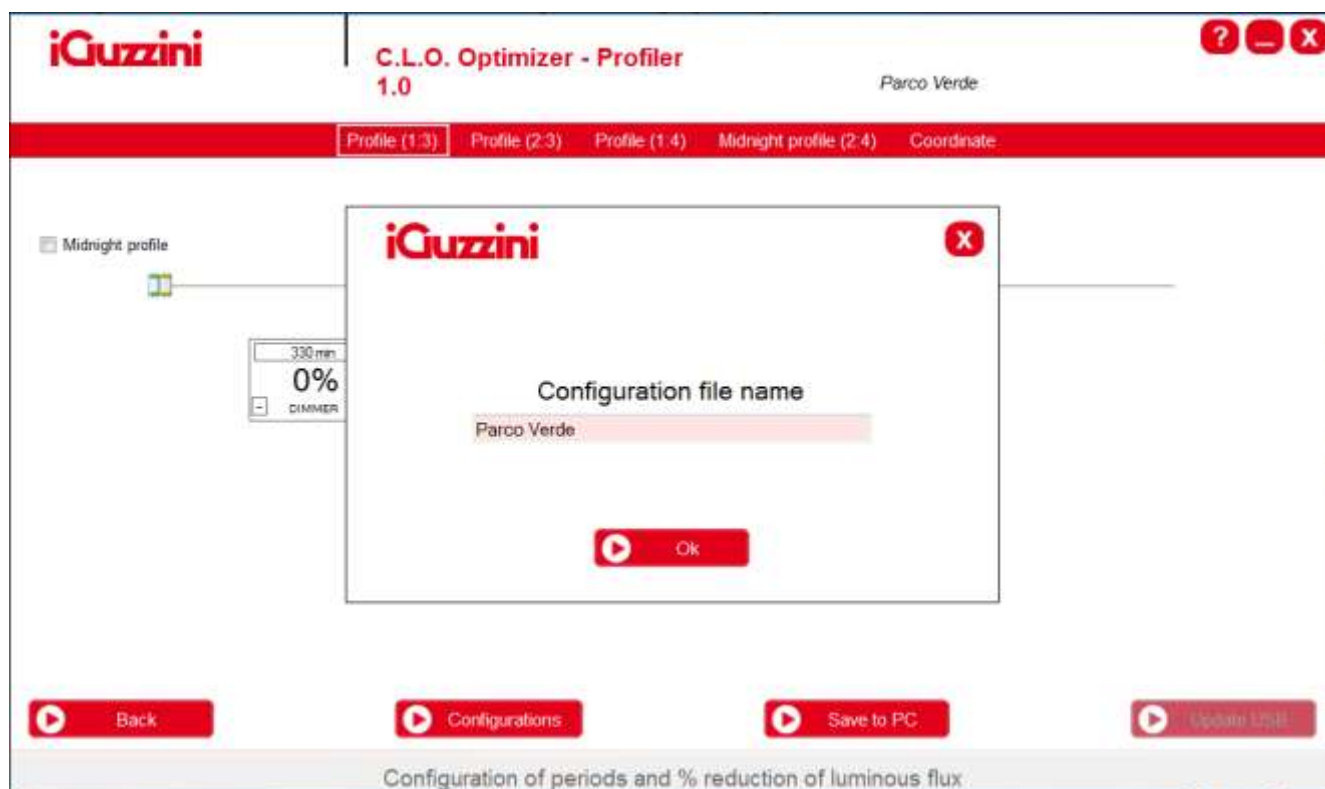 iGuzzini
C.L.O. Optimizer - Profiler
1.0
Parco Verde
? X
Profile (1:3) Profile (2:3) Profile (1:4) Midnight profile (2:4) Coordinate
Midnight profile
iGuzzini
X
330 min
0%
- DIMMER
Configuration file name
Parco Verde
Ok
Back Configurations Save to PC Update USB
Configuration of periods and % reduction of luminous flux